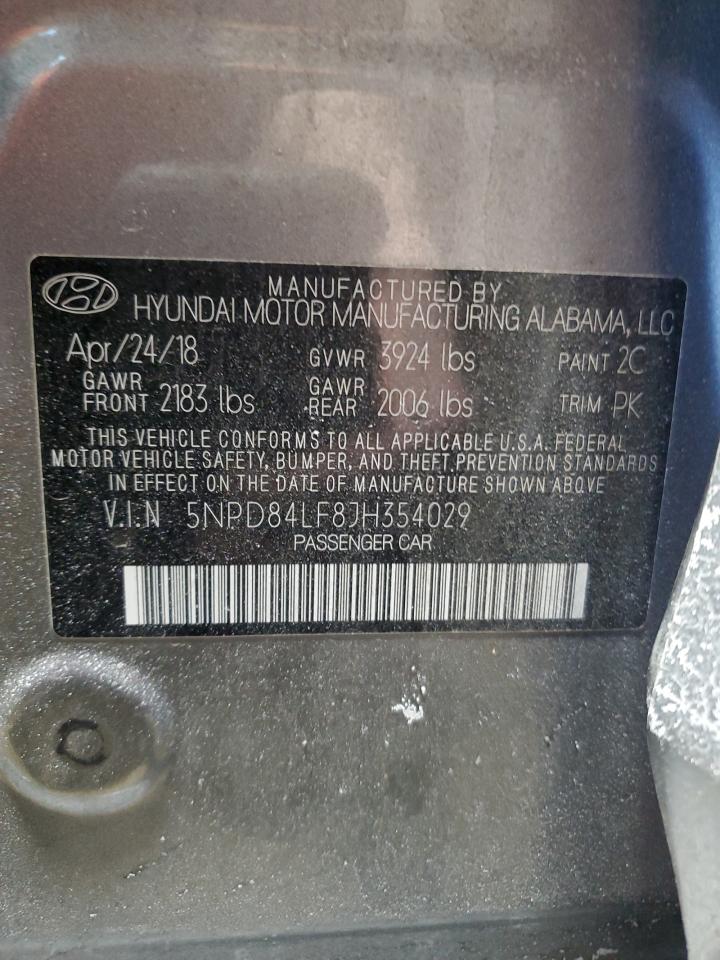 MANUFACTURED BY
HYUNDAI MOTOR MANUFACTURING ALABAMA, LLC
Apr/24/18 GVWR 3924 lbs PAINT 2C
GAWR FRONT 2183 lbs GAWR REAR 2006 lbs TRIM PK
THIS VEHICLE CONFORMS TO ALL APPLICABLE U.S.A. FEDERAL
MOTOR VEHICLE SAFETY, BUMPER, AND THEFT PREVENTION STANDARDS
IN EFFECT ON THE DATE OF MANUFACTURE SHOWN ABOVE
V.I.N 5NPD84LF8JH354029
PASSENGER CAR